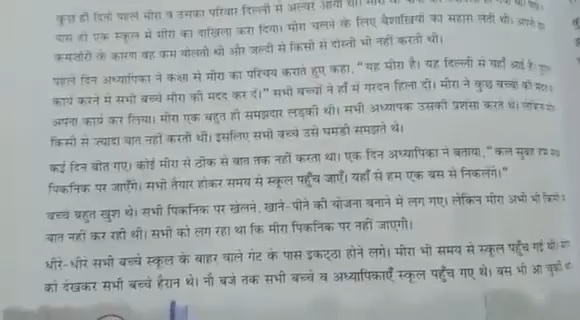 कुछ ही दिनों पहले मीरा व उसका परिवार दिल्ली से अलवर आया था।
पास ही एक स्कूल में मीरा का दाखिला करा दिया। मीरा चलने के लिए बैसाखियों का सहारा लेती थी।
कमजोरी के कारण वह कम बोलती थी और जल्दी से किसी से दोस्ती भी नहीं करती थी।
पहले दिन अध्यापिका ने कक्षा से मीरा का परिचय कराते हुए कहा, "यह मीरा है। यह दिल्ली से यहाँ आई है।
कार्य करने में सभी बच्चे मीरा की मदद कर दें।" सभी बच्चों ने हाँ में गरदन हिला दी। मीरा ने कुछ बच्चों की मदद
अपना कार्य कर लिया। मीरा एक बहुत ही समझदार लड़की थी। सभी अध्यापक उसकी प्रशंसा करते थे। लेकिन
किसी से ज्यादा बात नहीं करती थी। इसलिए सभी बच्चे उसे घमंडी समझते थे।
कई दिन बीत गए। कोई मीरा से ठीक से बात तक नहीं करता था। एक दिन अध्यापिका ने बताया, "कल सुबह हम
पिकनिक पर जाएँगे। सभी तैयार होकर समय से स्कूल पहुँच जाएँ। यहाँ से हम एक बस से निकलेंगे।"
बच्चे बहुत खुश थे। सभी पिकनिक पर खेलने, खाने-पीने की योजना बनाने में लग गए। लेकिन मीरा अभी भी किसी
बात नहीं कर रही थी। सभी को लग रहा था कि मीरा पिकनिक पर नहीं जाएगी।
धीरे-धीरे सभी बच्चे स्कूल के बाहर वाले गेट के पास इकट्ठा होने लगे। मीरा भी समय से स्कूल पहुँच गई थी।
को देखकर सभी बच्चे हैरान थे। नौ बजे तक सभी बच्चे व अध्यापिकाएँ स्कूल पहुँच गए थे। बस भी आ चुकी